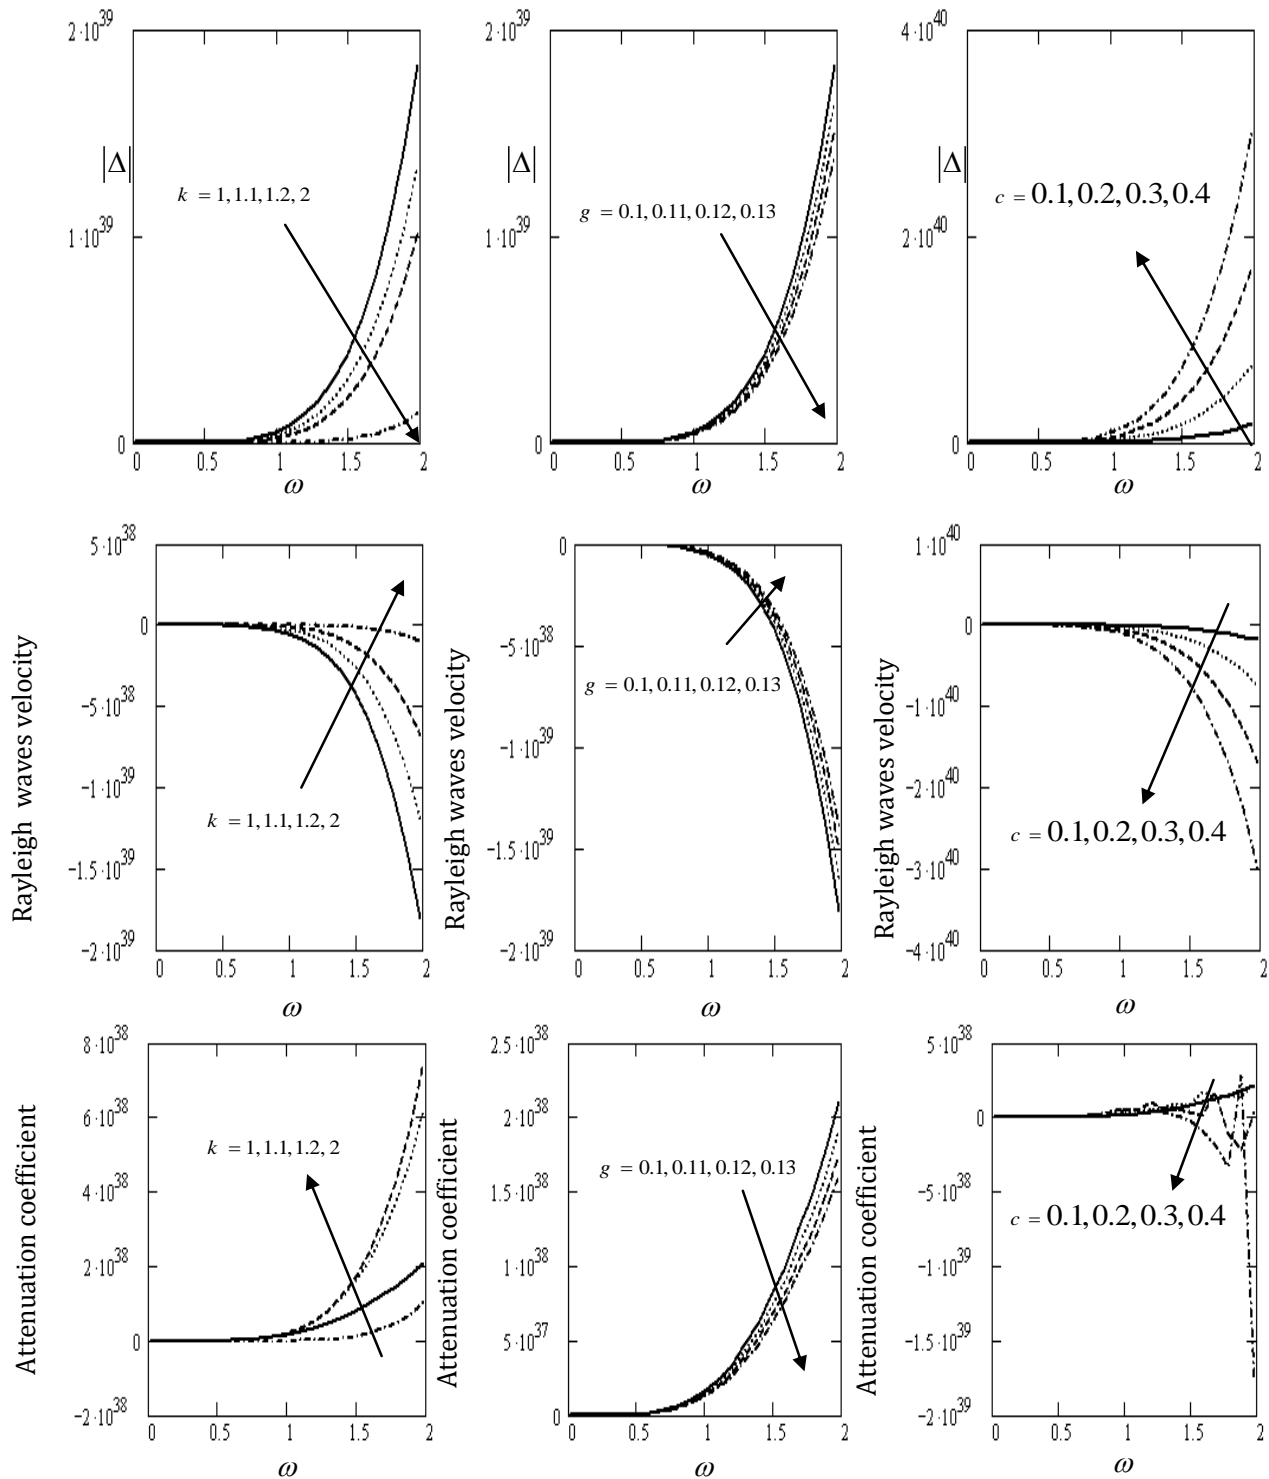 2·10^39 2·10^39 4·10^40
|Δ| |Δ| |Δ|
k = 1, 1.1, 1.2, 2 g = 0.1, 0.11, 0.12, 0.13 c = 0.1, 0.2, 0.3, 0.4
1·10^39 1·10^39 2·10^40
0 0 0
0 0.5 1 1.5 2 0 0.5 1 1.5 2 0 0.5 1 1.5 2
ω ω ω
Rayleigh waves velocity
5·10^38
0
−5·10^38
−1·10^39
−1.5·10^39
−2·10^39
k = 1, 1.1, 1.2, 2
0 0.5 1 1.5 2
ω
Rayleigh waves velocity
0
−5·10^38
−1·10^39
−1.5·10^39
−2·10^39
g = 0.1, 0.11, 0.12, 0.13
0 0.5 1 1.5 2
ω
Rayleigh waves velocity
1·10^40
0
−1·10^40
−2·10^40
−3·10^40
−4·10^40
c = 0.1, 0.2, 0.3, 0.4
0 0.5 1 1.5 2
ω
Attenuation coefficient
8·10^38
6·10^38
4·10^38
2·10^38
0
−2·10^38
k = 1, 1.1, 1.2, 2
0 0.5 1 1.5 2
ω
Attenuation coefficient
2.5·10^38
2·10^38
1.5·10^38
1·10^38
5·10^37
0
g = 0.1, 0.11, 0.12, 0.13
0 0.5 1 1.5 2
ω
Attenuation coefficient
5·10^38
0
−5·10^38
−1·10^39
−1.5·10^39
−2·10^39
c = 0.1, 0.2, 0.3, 0.4
0 0.5 1 1.5 2
ω